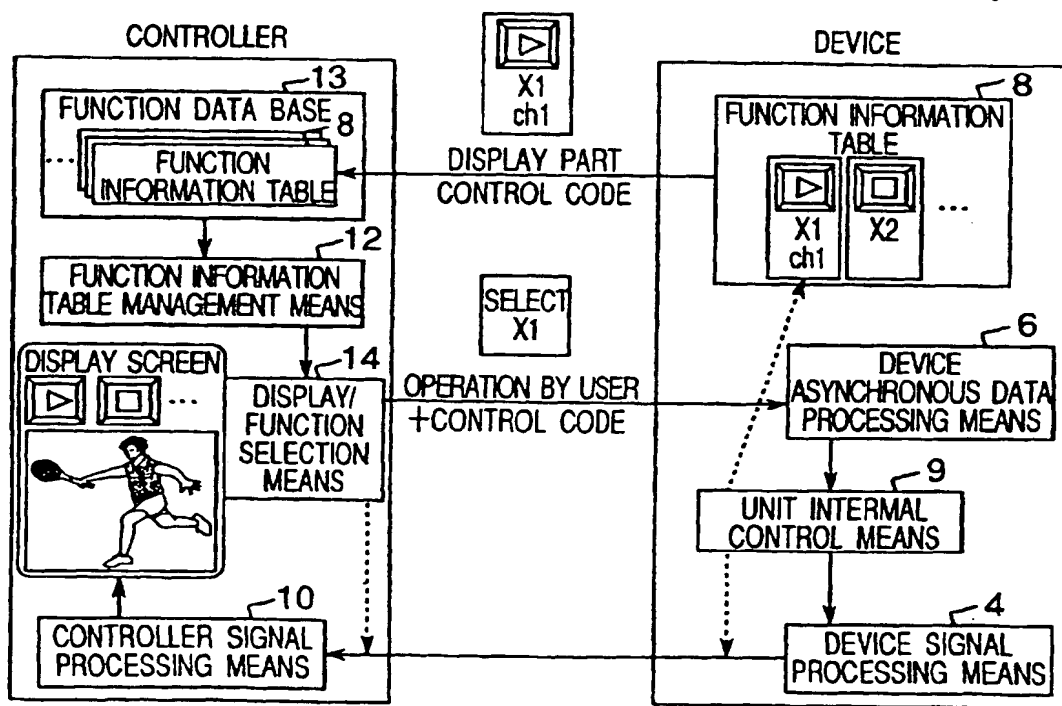 CONTROLLER
13
FUNCTION DATA BASE
8
...
FUNCTION
INFORMATION TABLE
12
FUNCTION INFORMATION
TABLE MANAGEMENT MEANS
DISPLAY SCREEN
...
14
DISPLAY/
FUNCTION
SELECTION
MEANS
10
CONTROLLER SIGNAL
PROCESSING MEANS
X1
ch1
DISPLAY PART
CONTROL CODE
SELECT
X1
OPERATION BY USER
+CONTROL CODE
DEVICE
8
FUNCTION INFORMATION
TABLE
X1
ch1
X2
...
6
DEVICE
ASYNCHRONOUS DATA
PROCESSING MEANS
9
UNIT INTERMAL
CONTROL MEANS
4
DEVICE SIGNAL
PROCESSING MEANS